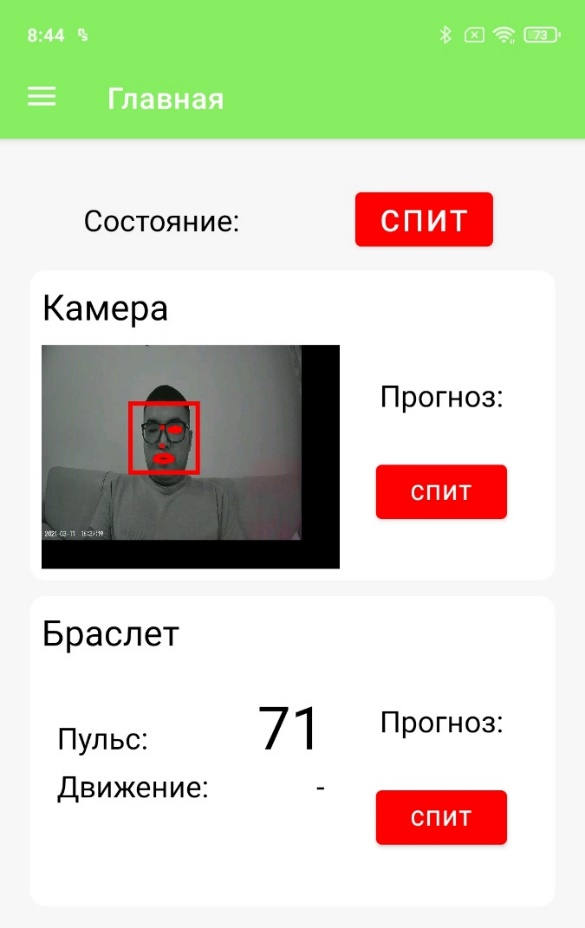 8:44
73
Главная
Состояние:
СПИТ
Камера
Прогноз:
СПИТ
Браслет
Пульс:
71
Прогноз:
Движение:
-
СПИТ